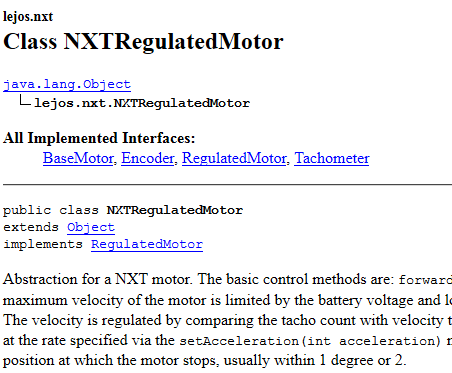 lejos.nxt
Class NXTRegulatedMotor
java.lang.Object
lejos.nxt.NXTRegulatedMotor
All Implemented Interfaces:
BaseMotor, Encoder, RegulatedMotor, Tachometer
public class NXTRegulatedMotor
extends Object
implements RegulatedMotor
Abstraction for a NXT motor. The basic control methods are: forward
maximum velocity of the motor is limited by the battery voltage and lo
The velocity is regulated by comparing the tacho count with velocity t
at the rate specified via the setAcceleration(int acceleration) m
position at which the motor stops, usually within 1 degree or 2.